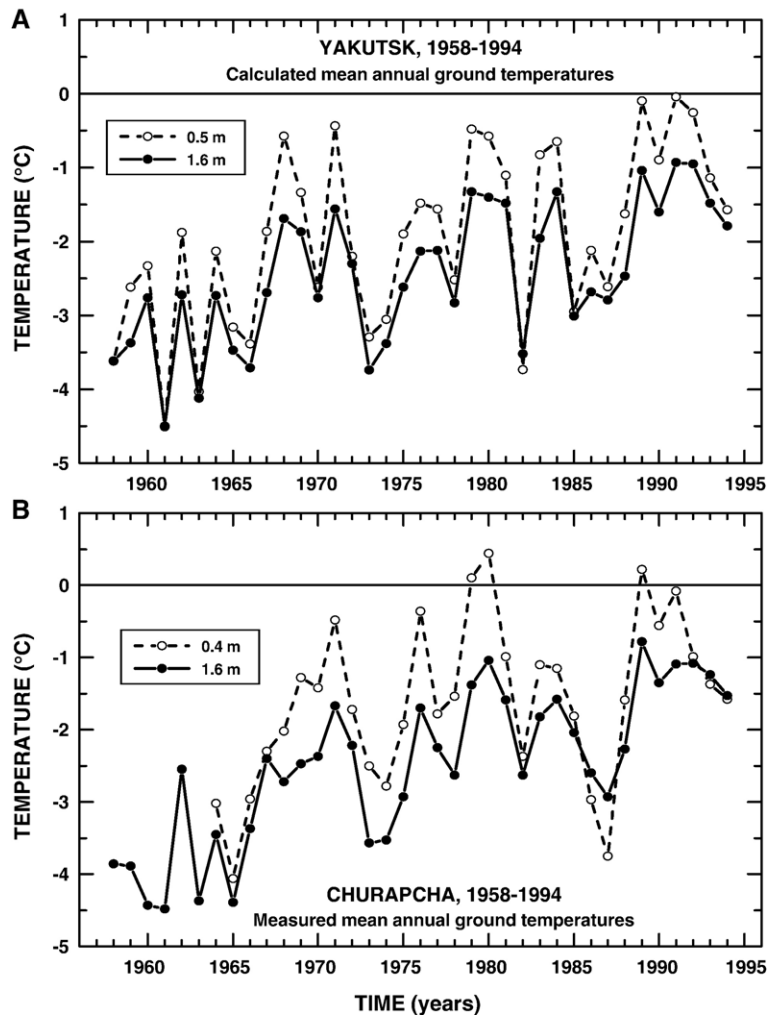 A
YAKUTSK, 1958-1994
Calculated mean annual ground temperatures
0.5 m
1.6 m
TEMPERATURE (°C)
1
0
-1
-2
-3
-4
-5
1960 1965 1970 1975 1980 1985 1990 1995
B
0.4 m
1.6 m
TEMPERATURE (°C)
1
0
-1
-2
-3
-4
-5
CHURAPCHA, 1958-1994
Measured mean annual ground temperatures
1960 1965 1970 1975 1980 1985 1990 1995
TIME (years)